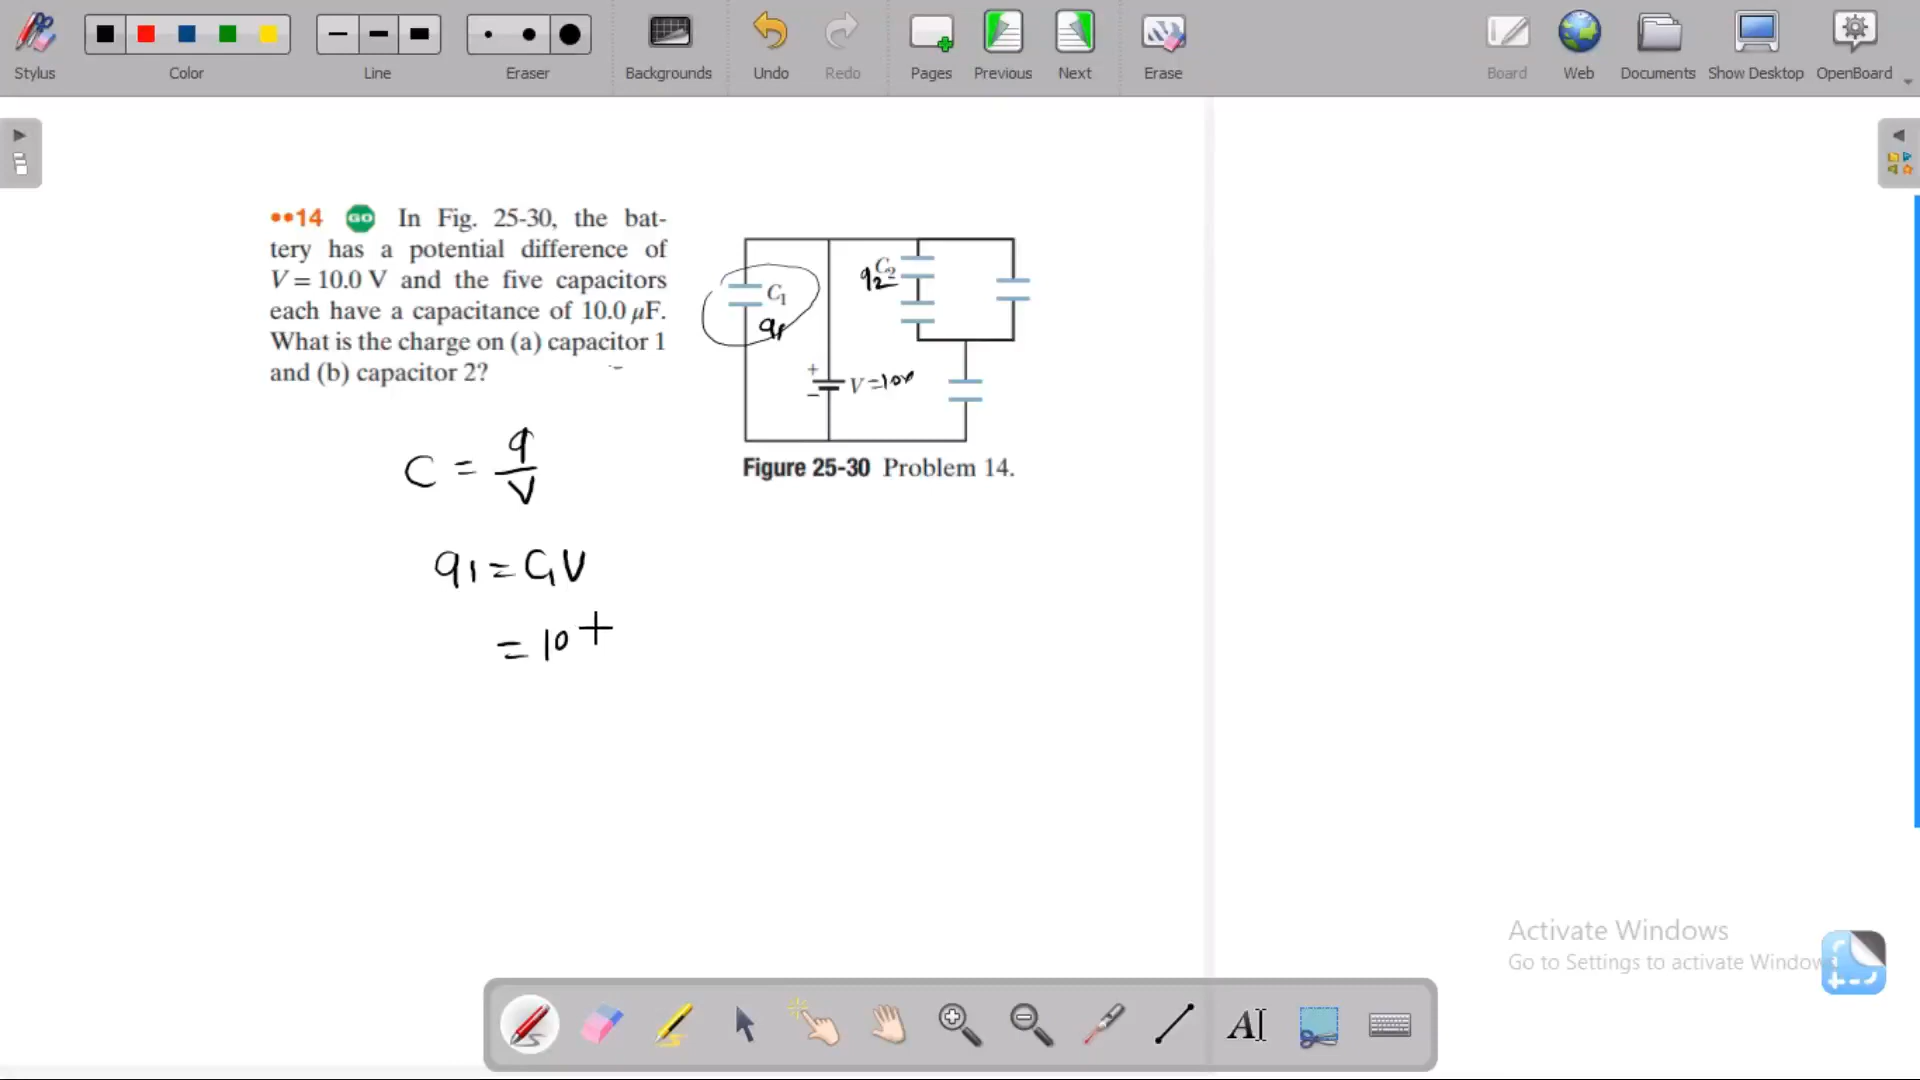 Stylus
Color
Line
Eraser
Backgrounds
Undo
Redo
Pages
Previous
Next
Erase
Board
Web
Documents
Show Desktop
OpenBoard
••14 GO In Fig. 25-30, the bat-
tery has a potential difference of
V = 10.0 V and the five capacitors
each have a capacitance of 10.0 μF.
What is the charge on (a) capacitor 1
and (b) capacitor 2?
C₁
q₁
C₂
q₂
+
−
V = 10V
Figure 25-30 Problem 14.
C = q/V
q₁ = C₁V
= 10
Activate Windows
Go to Settings to activate Window